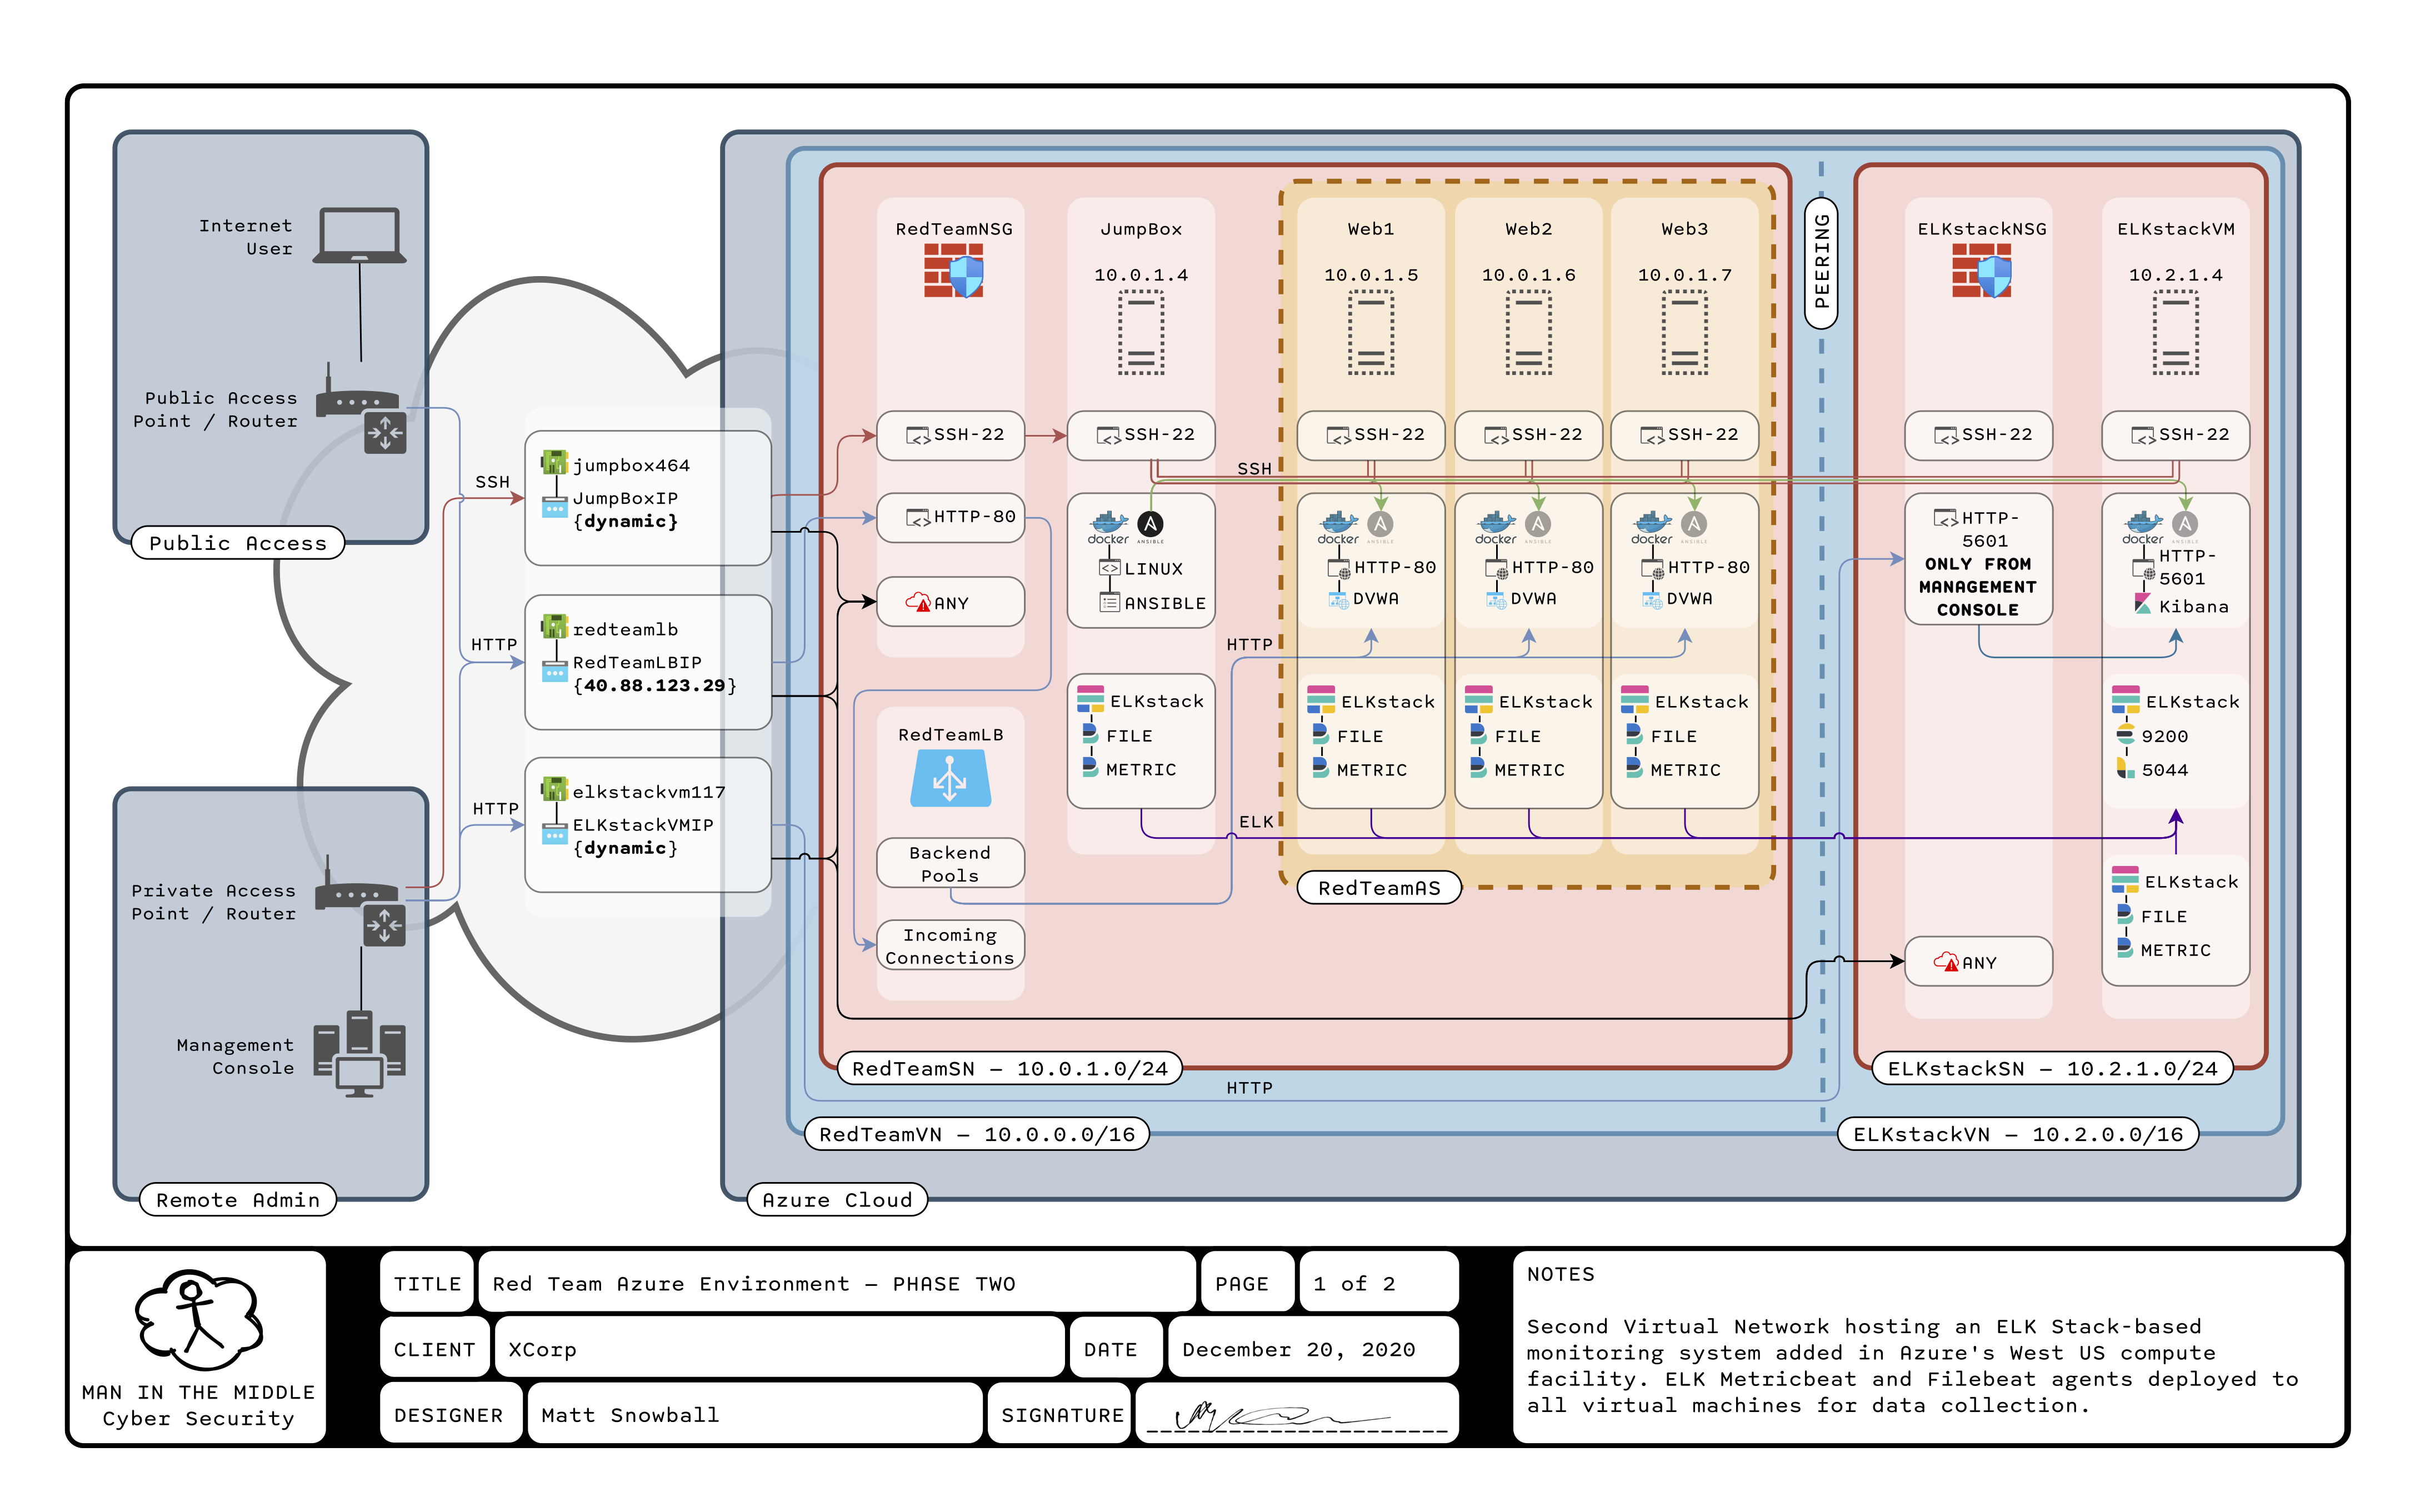 Internet
User
Public Access
Point / Router
Public Access
Private Access
Point / Router
Management
Console
Remote Admin
SSH
HTTP
HTTP
jumpbox464
JumpBoxIP
{dynamic}
redteamlb
RedTeamLBIP
{40.88.123.29}
elkstackvm117
ELKstackVMIP
{dynamic}
RedTeamNSG
SSH-22
HTTP-80
ANY
RedTeamLB
Backend
Pools
Incoming
Connections
JumpBox
10.0.1.4
SSH-22
docker
ANSIBLE
LINUX
ANSIBLE
ELKstack
FILE
METRIC
SSH
HTTP
ELK
Web1
10.0.1.5
SSH-22
docker
ANSIBLE
HTTP-80
DVWA
ELKstack
FILE
METRIC
Web2
10.0.1.6
SSH-22
docker
ANSIBLE
HTTP-80
DVWA
ELKstack
FILE
METRIC
Web3
10.0.1.7
SSH-22
docker
ANSIBLE
HTTP-80
DVWA
ELKstack
FILE
METRIC
RedTeamAS
PEERING
ELKstackNSG
SSH-22
HTTP-
5601
ONLY FROM
MANAGEMENT
CONSOLE
ANY
ELKstackVM
10.2.1.4
SSH-22
docker
ANSIBLE
HTTP-
5601
Kibana
ELKstack
9200
5044
ELKstack
FILE
METRIC
RedTeamSN – 10.0.1.0/24
ELKstackSN – 10.2.1.0/24
HTTP
RedTeamVN – 10.0.0.0/16
ELKstackVN – 10.2.0.0/16
Azure Cloud
MAN IN THE MIDDLE
Cyber Security
TITLE
Red Team Azure Environment – PHASE TWO
PAGE
1 of 2
CLIENT
XCorp
DATE
December 20, 2020
DESIGNER
Matt Snowball
SIGNATURE
NOTES
Second Virtual Network hosting an ELK Stack-based
monitoring system added in Azure's West US compute
facility. ELK Metricbeat and Filebeat agents deployed to
all virtual machines for data collection.